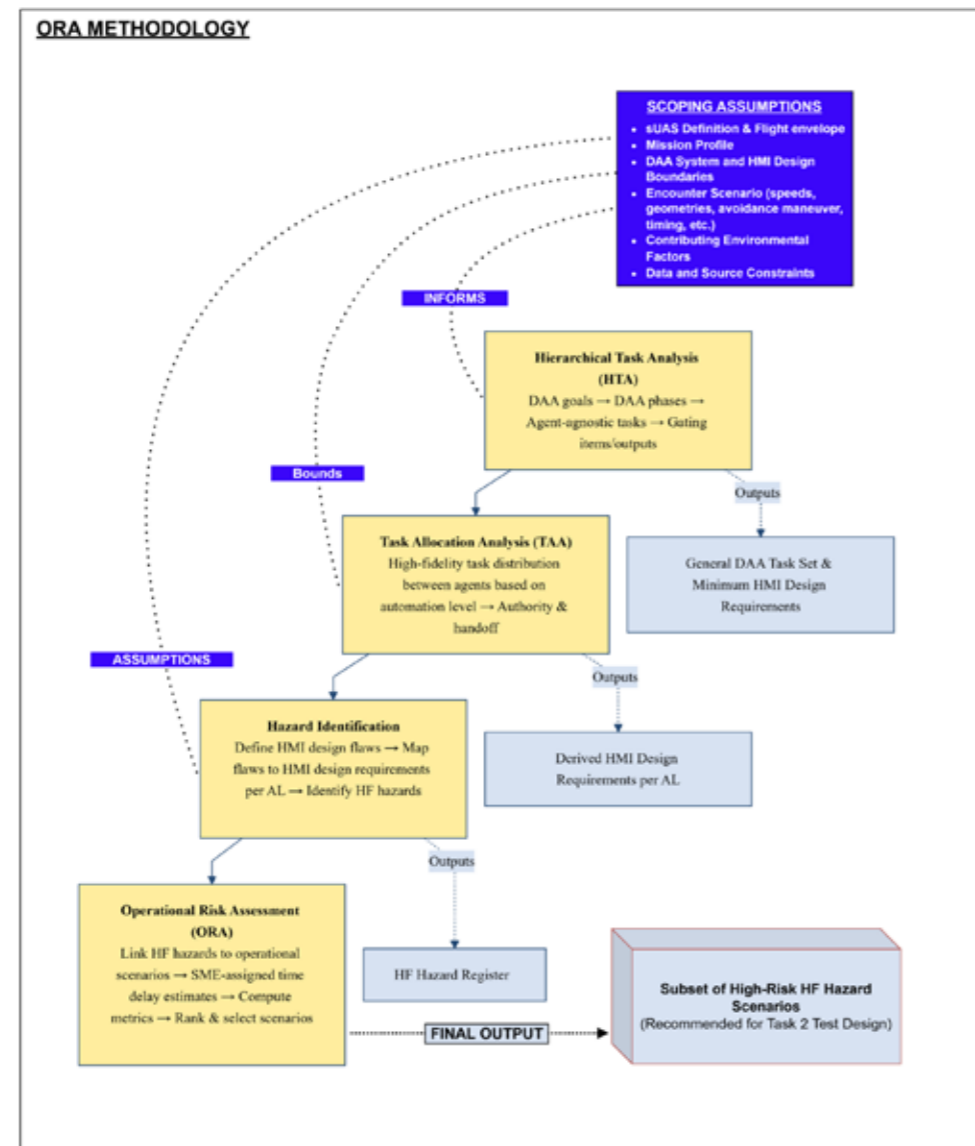 ORA METHODOLOGY
SCOPING ASSUMPTIONS
• sUAS Definition & Flight envelope
• Mission Profile
• DAA System and HMI Design
Boundaries
• Encounter Scenario (speeds,
geometries, avoidance maneuver,
timing, etc.)
• Contributing Environmental
Factors
• Data and Source Constraints
INFORMS
Hierarchical Task Analysis
(HTA)
DAA goals → DAA phases →
Agent-agnostic tasks → Gating
items/outputs
Bounds
Outputs
Task Allocation Analysis (TAA)
High-fidelity task distribution
between agents based on
automation level → Authority &
handoff
General DAA Task Set &
Minimum HMI Design
Requirements
ASSUMPTIONS
Outputs
Hazard Identification
Define HMI design flaws → Map
flaws to HMI design requirements
per AL → Identify HF hazards
Derived HMI Design
Requirements per AL
Outputs
Operational Risk Assessment
(ORA)
Link HF hazards to operational
scenarios → SME-assigned time
delay estimates → Compute
metrics → Rank & select scenarios
HF Hazard Register
Subset of High-Risk HF Hazard
Scenarios
(Recommended for Task 2 Test Design)
FINAL OUTPUT